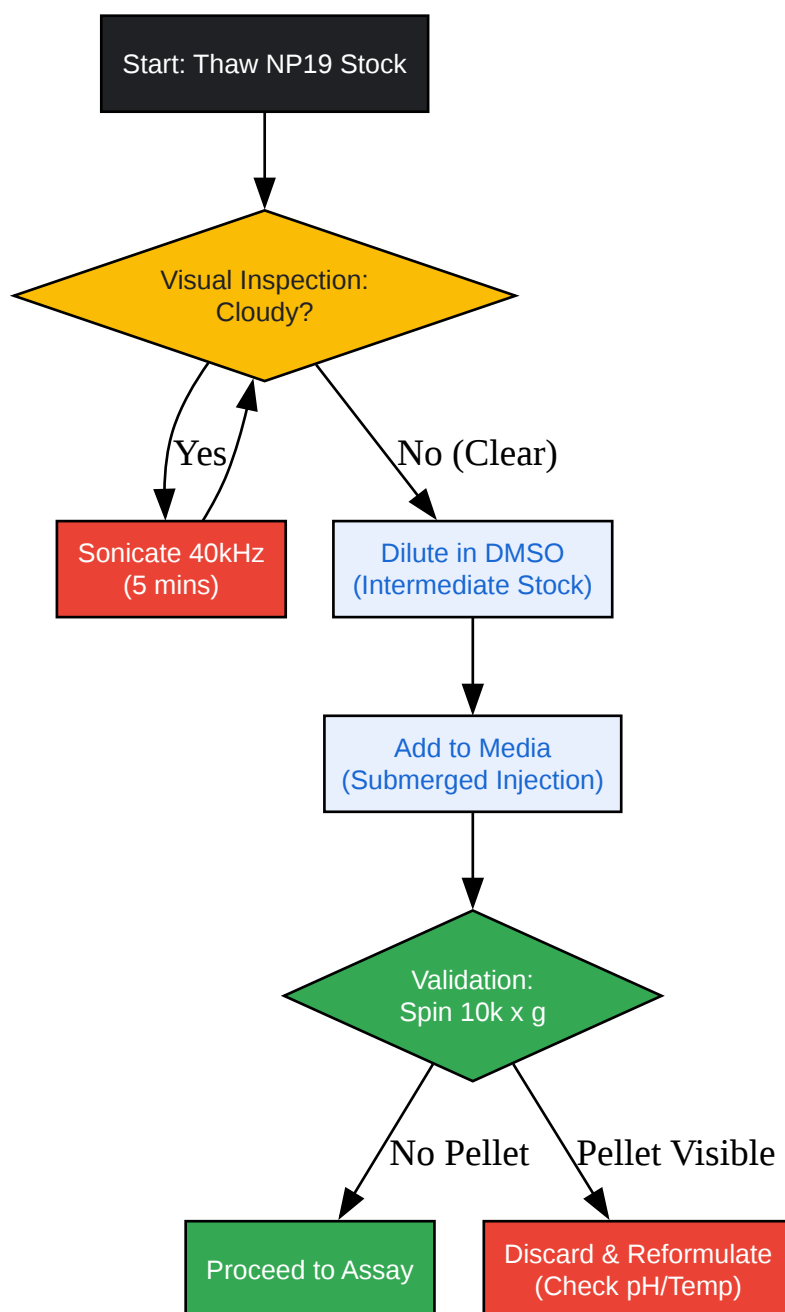 Start: Thaw NP19 Stock
Visual Inspection:
Cloudy?
Yes
No (Clear)
Sonicate 40kHz
(5 mins)
Dilute in DMSO
(Intermediate Stock)
Add to Media
(Submerged Injection)
Validation:
Spin 10k x g
No Pellet
Pellet Visible
Proceed to Assay
Discard & Reformulate
(Check pH/Temp)